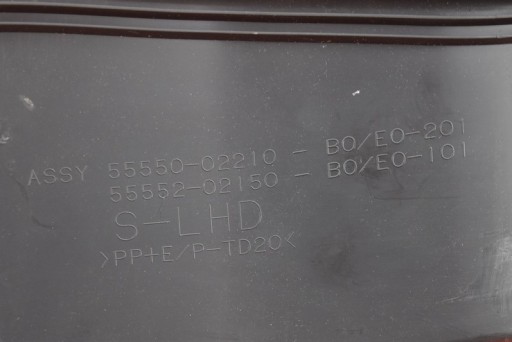 ASSY 55550-02210 - B0/E0-201
55552-02150 - B0/E0-101
S-LHD
>PP+E/P-TD20<